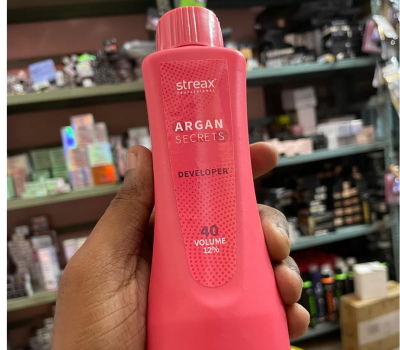 streax
PROFESSIONAL
ARGAN
SECRETS
DEVELOPER
40
VOLUME
12%